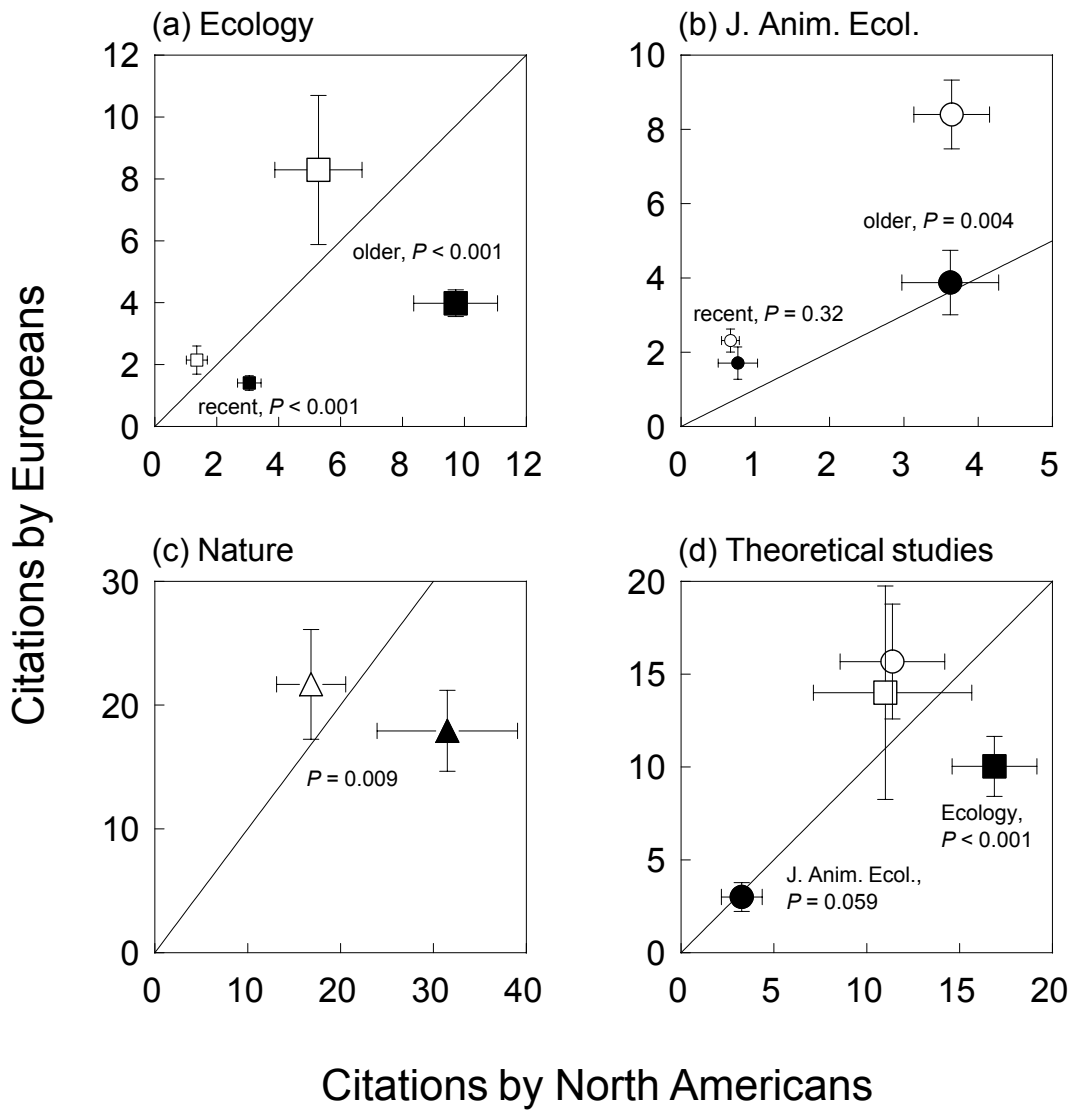 (a) Ecology
12
10
8
6
4
2
0
older, P < 0.001
recent, P < 0.001
0 2 4 6 8 10 12
(b) J. Anim. Ecol.
10
8
6
4
2
0
older, P = 0.004
recent, P = 0.32
0 1 2 3 4 5
Citations by Europeans
(c) Nature
30
20
10
0
P = 0.009
0 10 20 30 40
(d) Theoretical studies
20
15
10
5
0
Ecology,
P < 0.001
J. Anim. Ecol.,
P = 0.059
0 5 10 15 20
Citations by North Americans